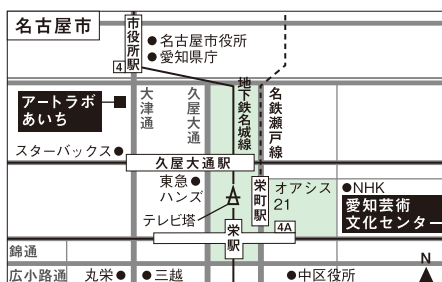 名古屋市
市役所駅
4
名古屋市役所
愛知県庁
アートラボ
あいち
大津通
久屋大通
地下鉄名城線
名鉄瀬戸線
スターバックス
久屋大通駅
東急
ハンズ
テレビ塔
栄町駅
オアシス
21
NHK
愛知芸術
文化センター
4A
栄駅
錦通
広小路通
丸栄
三越
中区役所
N